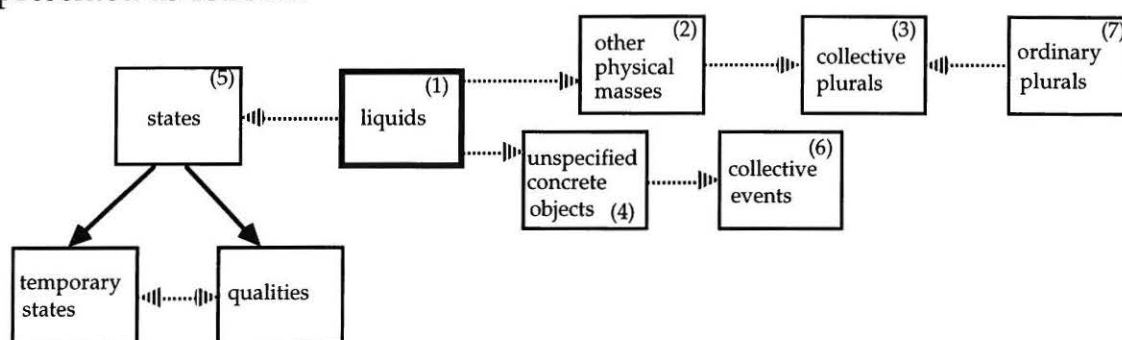 (5)
states
(1)
liquids
(2)
other
physical
masses
(3)
collective
plurals
(7)
ordinary
plurals
unspecified
concrete
objects (4)
(6)
collective
events
temporary
states
qualities